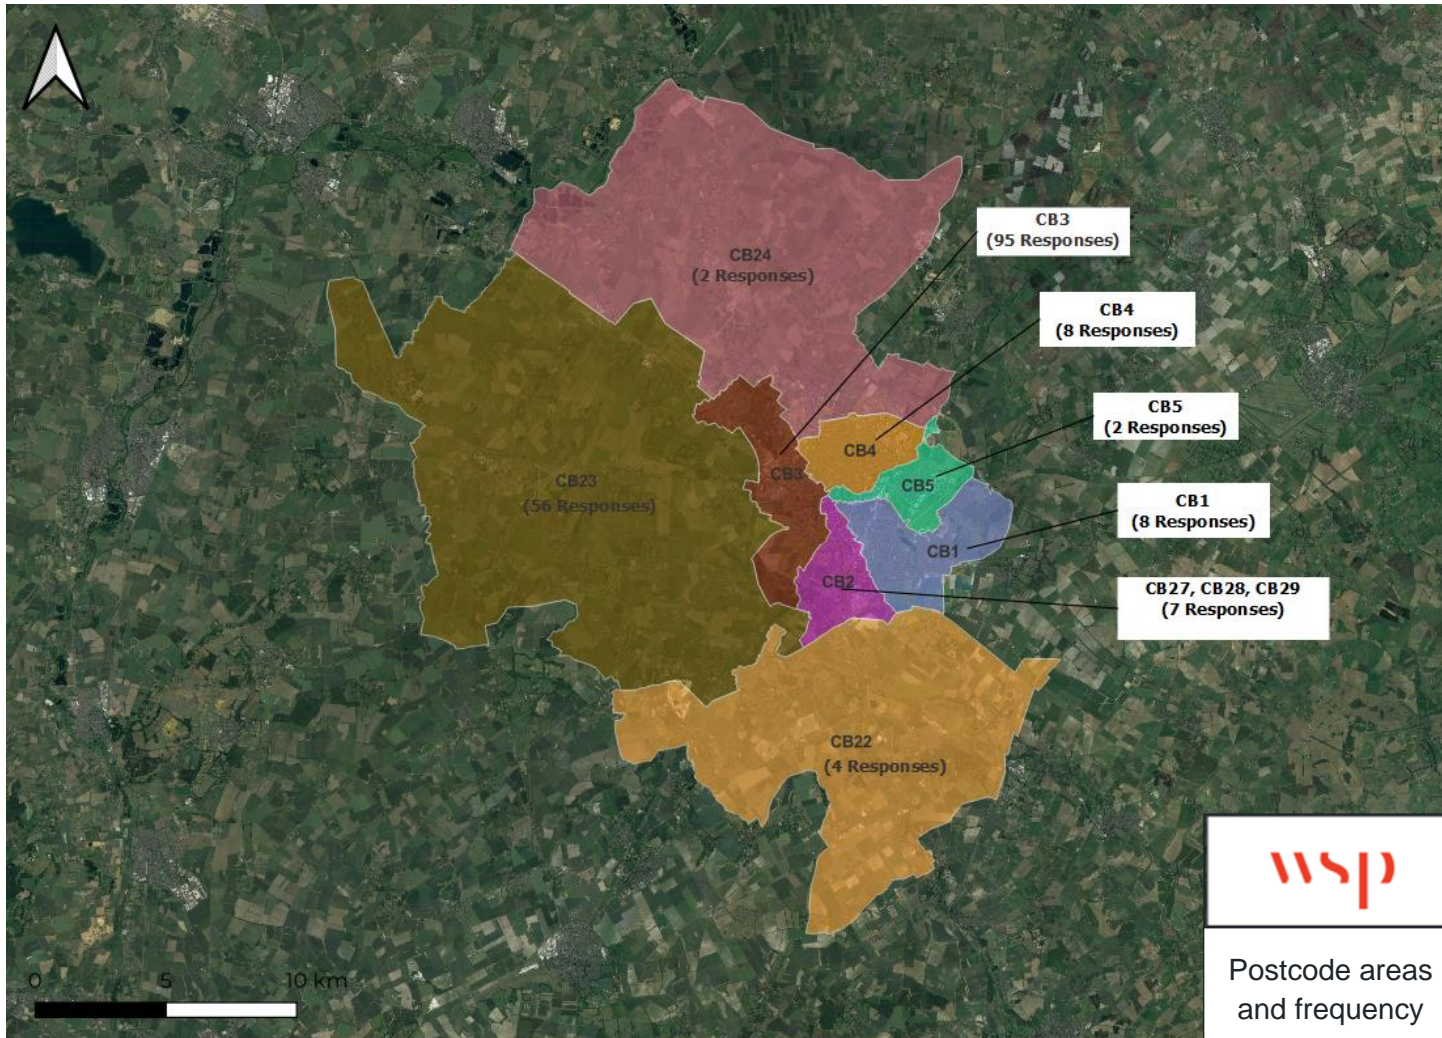 CB3
(95 Responses)
CB24
(2 Responses)
CB4
(8 Responses)
CB5
(2 Responses)
CB4
CB3
CB23
(56 Responses)
CB5
CB1
(8 Responses)
CB1
CB2
CB27, CB28, CB29
(7 Responses)
CB22
(4 Responses)
wsp
Postcode areas
and frequency
0 5 10 km